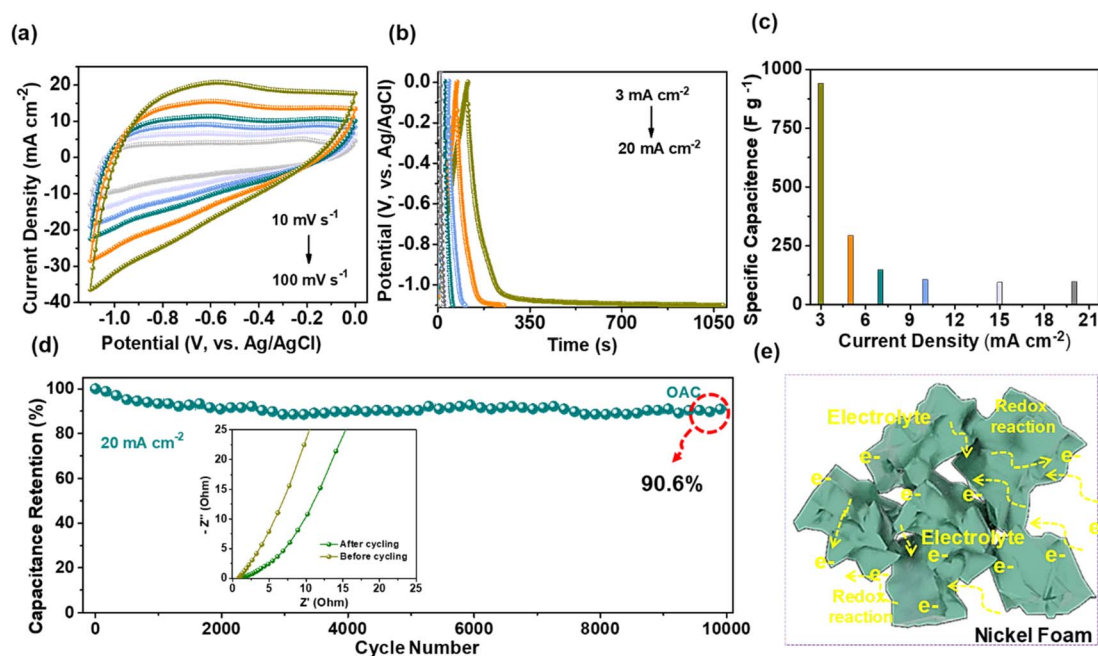 (a)
Current Density (mA cm⁻²)
20
10
0
-10
-20
-30
-40
10 mV s⁻¹
100 mV s⁻¹
-1.0 -0.8 -0.6 -0.4 -0.2 0.0
Potential (V, vs. Ag/AgCl)
(b)
Potential (V, vs. Ag/AgCl)
0.0
-0.2
-0.4
-0.6
-0.8
-1.0
3 mA cm⁻²
20 mA cm⁻²
0 350 700 1050
Time (s)
(c)
Specific Capacitence (F g⁻¹)
1000
750
500
250
0
3 6 9 12 15 18 21
Current Density (mA cm⁻²)
(d)
Capacitance Retention (%)
100
80
60
40
20
0
20 mA cm⁻²
OAC
90.6%
- Z'' (Ohm)
25
20
15
10
5
0
After cycling
Before cycling
0 5 10 15 20 25
Z' (Ohm)
0 2000 4000 6000 8000 10000
Cycle Number
(e)
Electrolyte
Redox
reaction
e-
e-
e-
e-
e-
Electrolyte
e-
e-
e-
e-
e-
Redox
reaction
e-
Nickel Foam